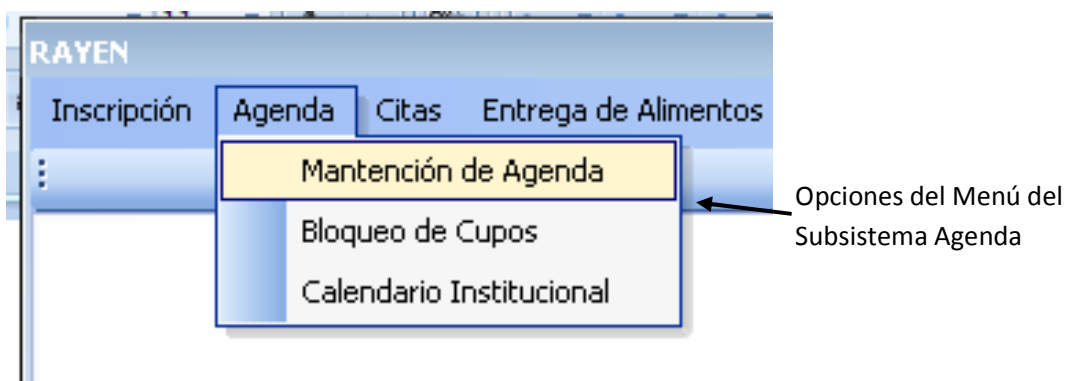 RAYEN
Inscripción Agenda Citas Entrega de Alimentos
Mantención de Agenda
Bloqueo de Cupos
Calendario Institucional
Opciones del Menú del
Subsistema Agenda